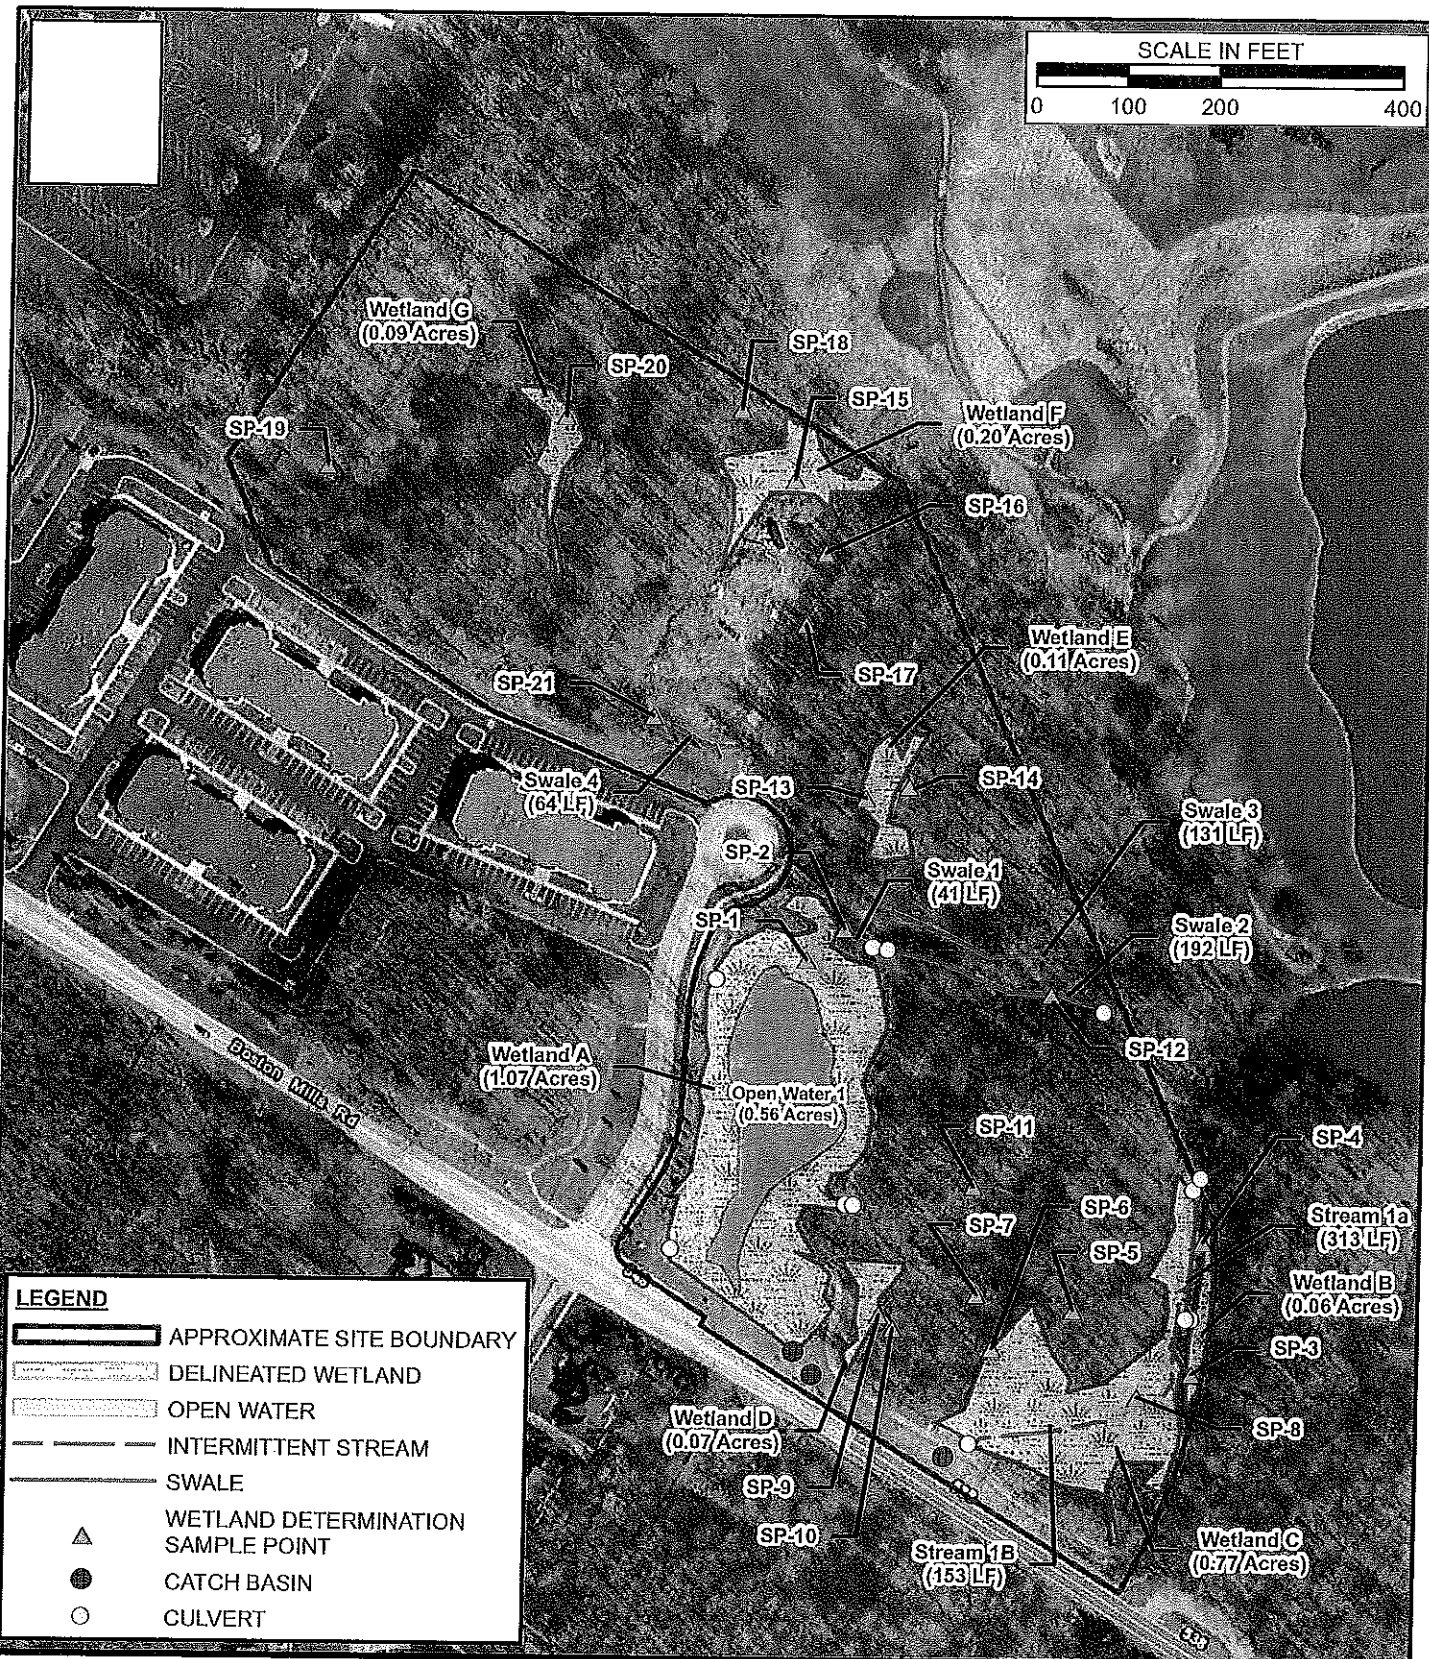 SCALE IN FEET
0 100 200 400
Wetland G
(0.09 Acres)
SP-18
SP-20
SP-15
Wetland F
(0.20 Acres)
SP-19
SP-16
Wetland E
(0.11 Acres)
SP-17
SP-21
Swale 4
(64 LF)
SP-13
SP-14
Swale 3
(131 LF)
SP-2
Swale 1
(41 LF)
SP-1
Swale 2
(192 LF)
SP-12
Boston Mills Rd
Wetland A
(1.07 Acres)
Open Water 1
(0.56 Acres)
SP-11
SP-4
SP-6
SP-7
Stream 1a
(313 LF)
SP-5
Wetland B
(0.06 Acres)
SP-3
Wetland D
(0.07 Acres)
SP-8
SP-9
SP-10
Stream 1B
(153 LF)
Wetland C
(0.77 Acres)
538
LEGEND
APPROXIMATE SITE BOUNDARY
DELINEATED WETLAND
OPEN WATER
INTERMITTENT STREAM
SWALE
WETLAND DETERMINATION
SAMPLE POINT
CATCH BASIN
CULVERT